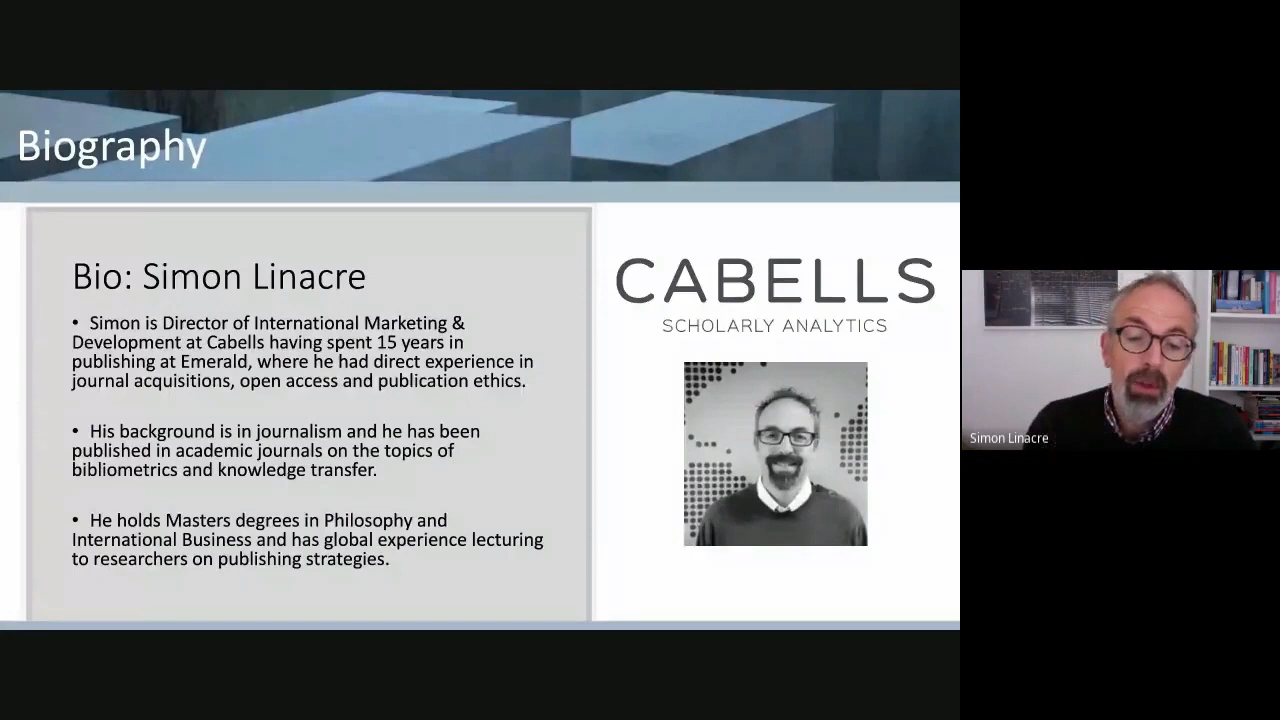 Biography
Bio: Simon Linacre
• Simon is Director of International Marketing &
Development at Cabells having spent 15 years in
publishing at Emerald, where he had direct experience in
journal acquisitions, open access and publication ethics.
• His background is in journalism and he has been
published in academic journals on the topics of
bibliometrics and knowledge transfer.
• He holds Masters degrees in Philosophy and
International Business and has global experience lecturing
to researchers on publishing strategies.
CABELLS
SCHOLARLY ANALYTICS
Simon Linacre